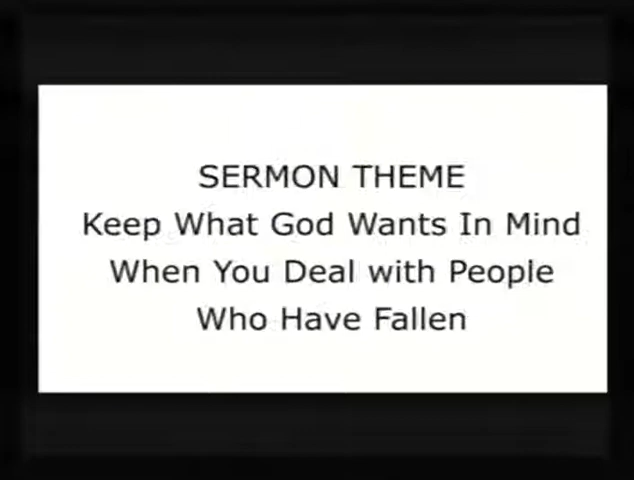 SERMON THEME
Keep What God Wants In Mind
When You Deal with People
Who Have Fallen